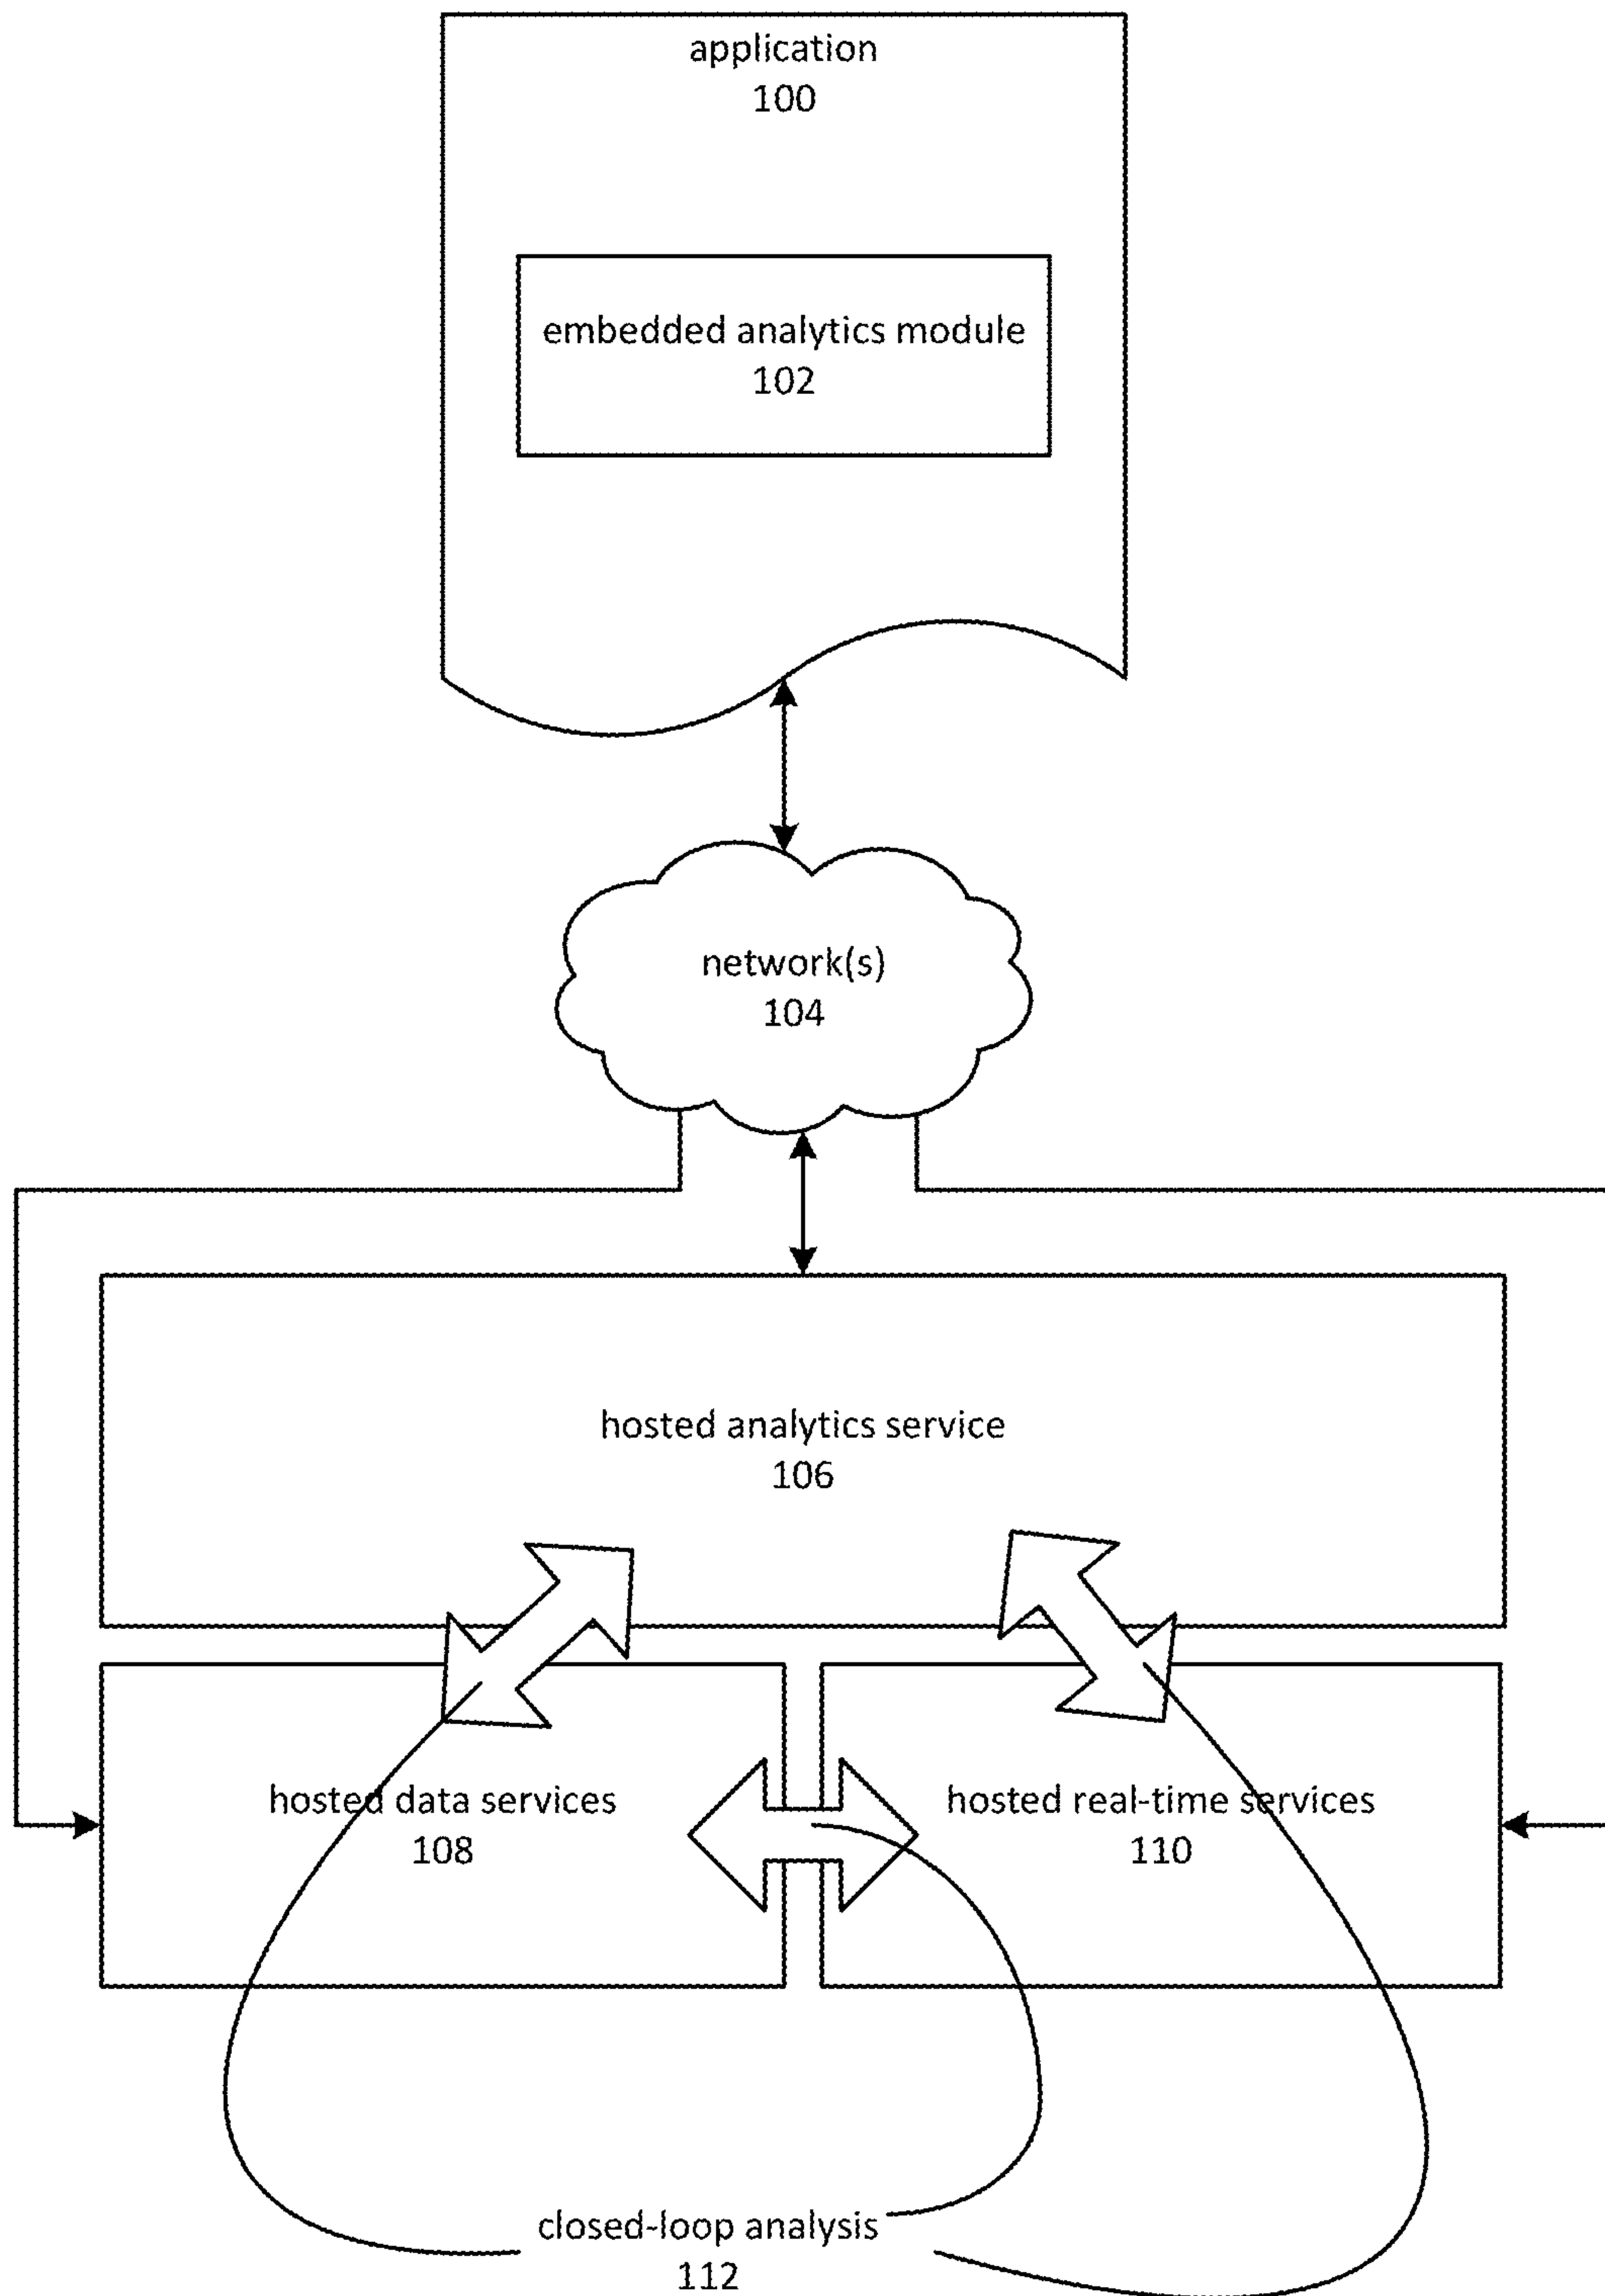 application
100
embedded analytics module
102
network(s)
104
hosted analytics service
106
hosted data services
108
hosted real-time services
110
closed-loop analysis
112